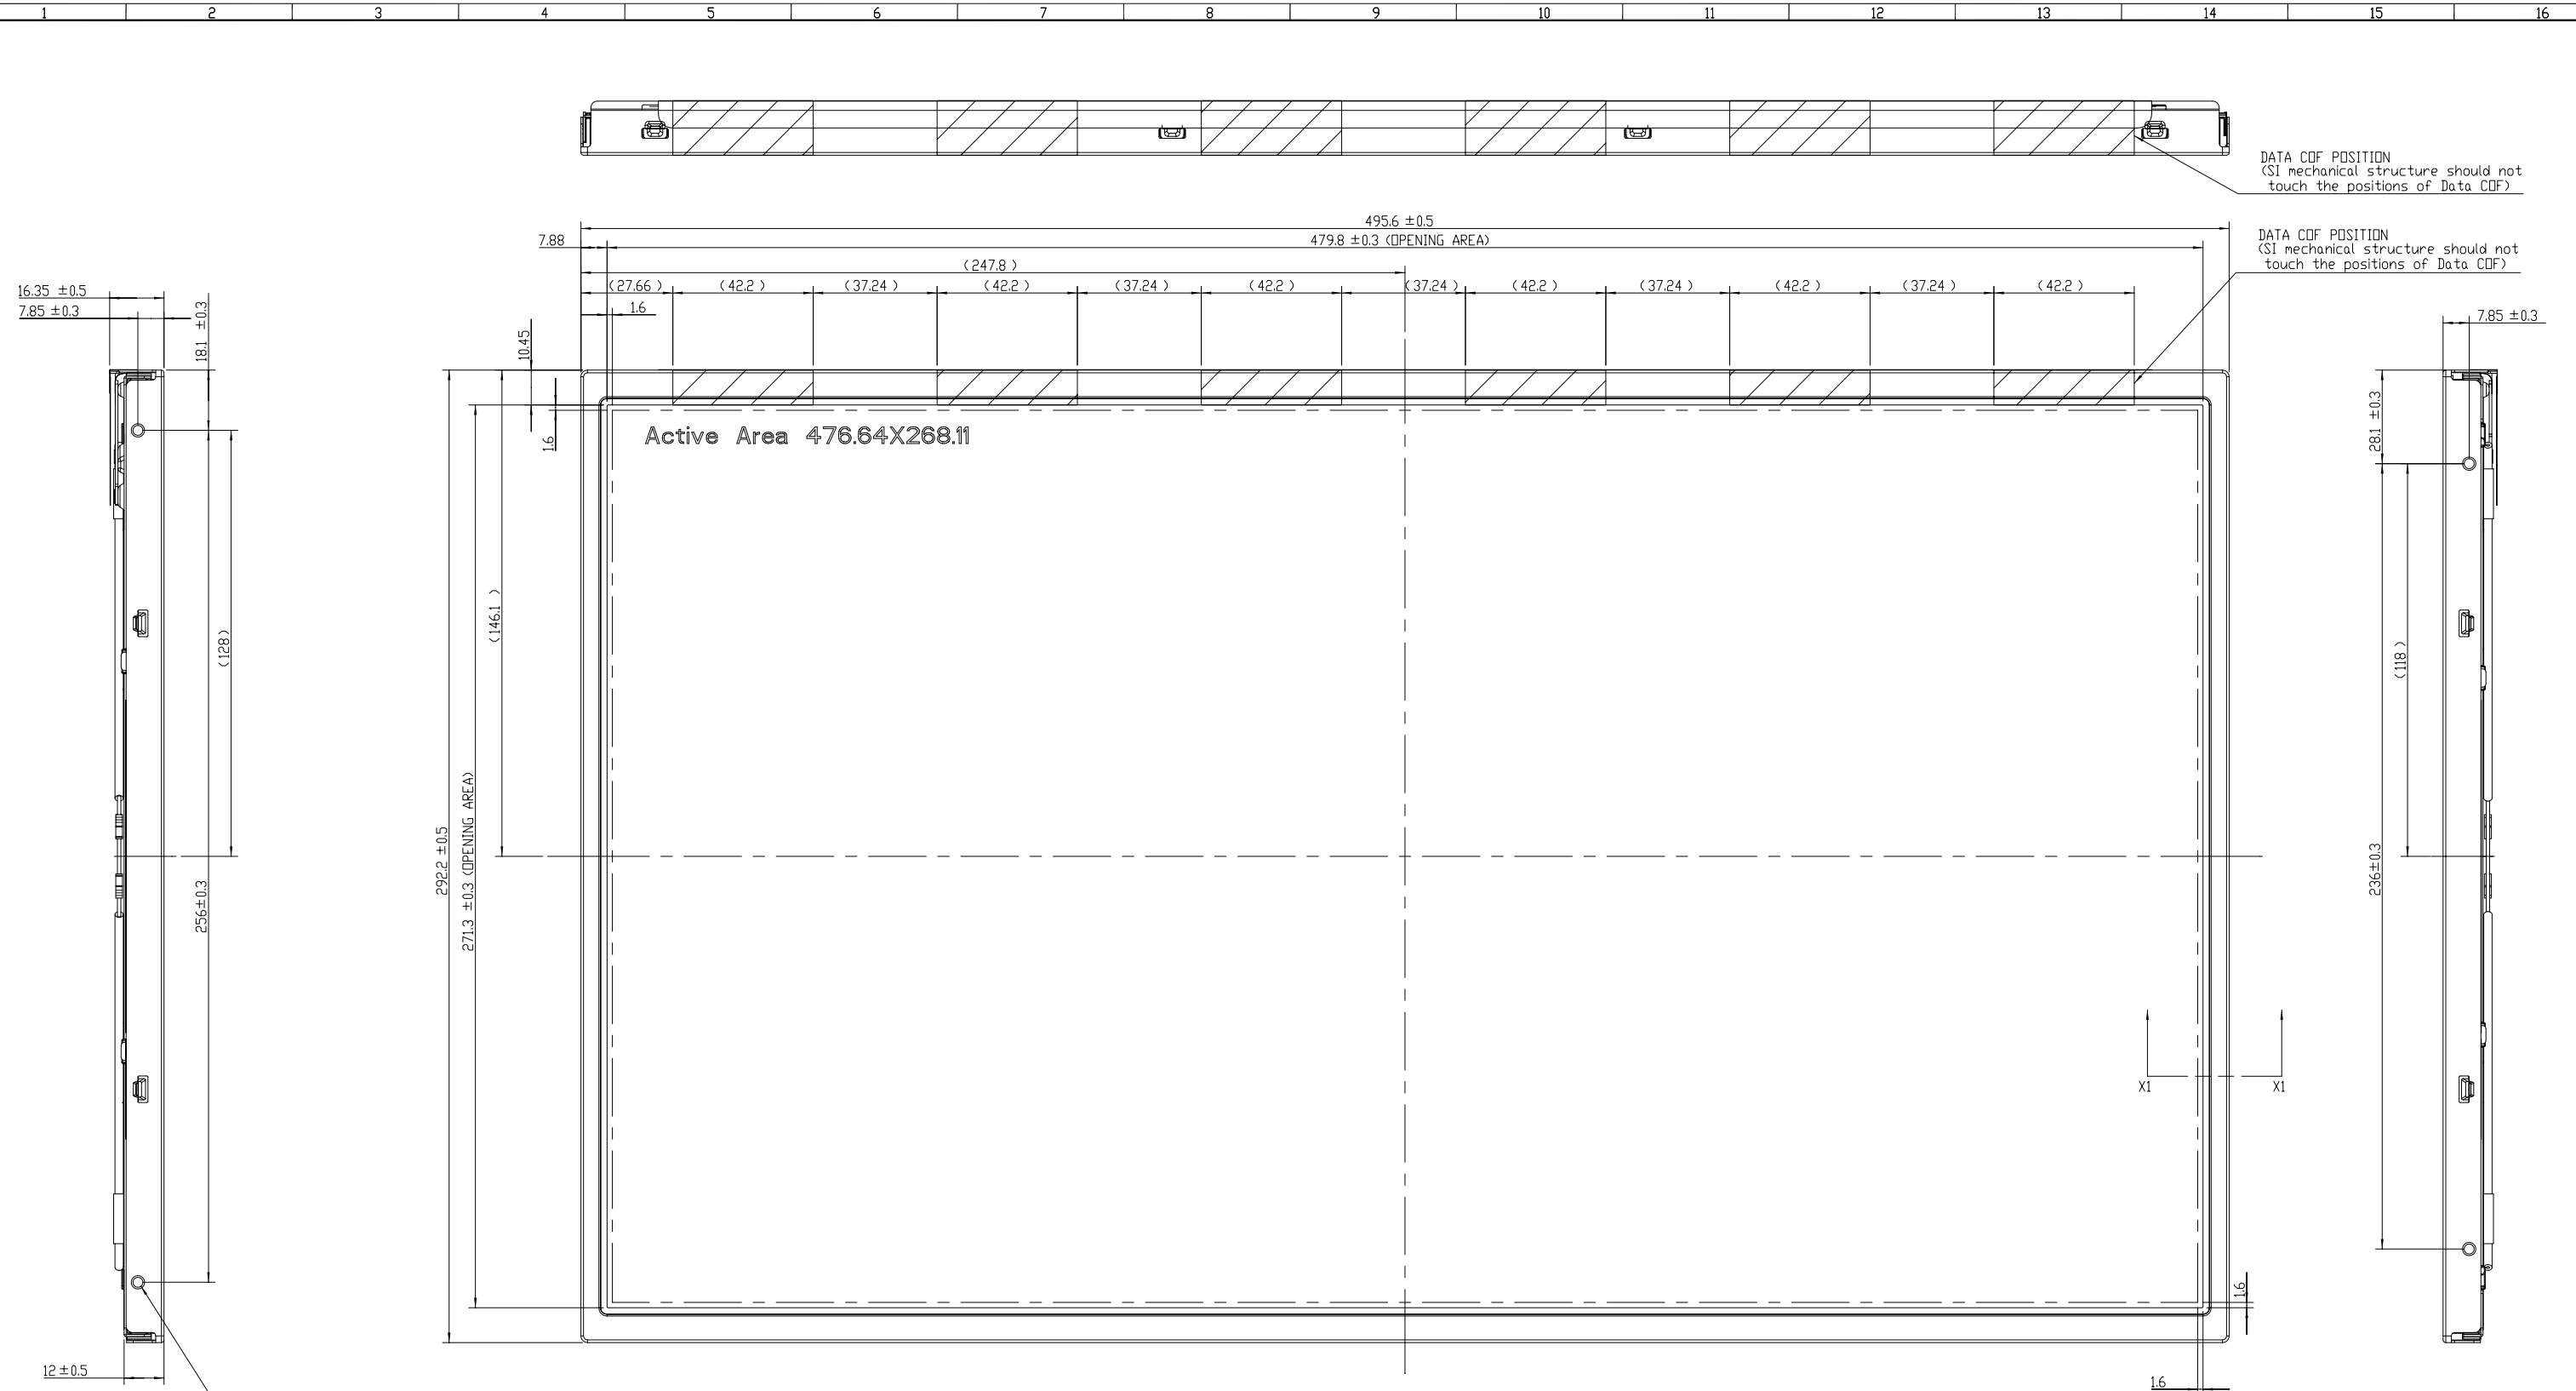 1 2 3 4 5 6 7 8 9 10 11 12 13 14 15 16
DATA COF POSITION
(SI mechanical structure should not
touch the positions of Data COF)
495.6 ±0.5
7.88
479.8 ±0.3 (OPENING AREA)
DATA COF POSITION
(SI mechanical structure should not
touch the positions of Data COF)
(247.8 )
(27.66 ) (42.2 ) (37.24 ) (42.2 ) (37.24 ) (42.2 ) (37.24 ) (42.2 ) (37.24 ) (42.2 ) (37.24 ) (42.2 )
16.35 ±0.5
7.85 ±0.3
18.1 ±0.3
1.6
10.45
1.6
7.85 ±0.3
28.1 ±0.3
Active Area 476.64X268.11
(146.1 )
(128)
(118 )
292.2 ±0.5
271.3 ±0.3 (OPENING AREA)
256±0.3
236±0.3
X1 X1
1.6
12 ±0.5
1.6